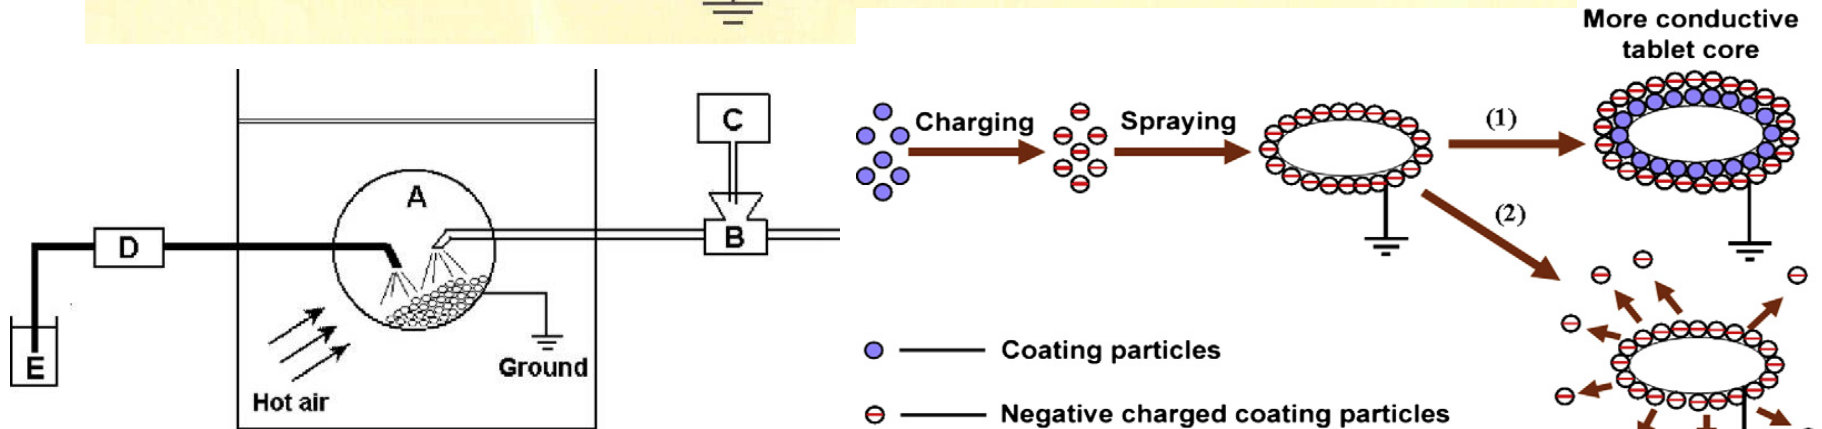 A
C
B
D
E
Hot air
Ground
Charging
Spraying
(1)
(2)
More conductive
tablet core
Coating particles
Negative charged coating particles